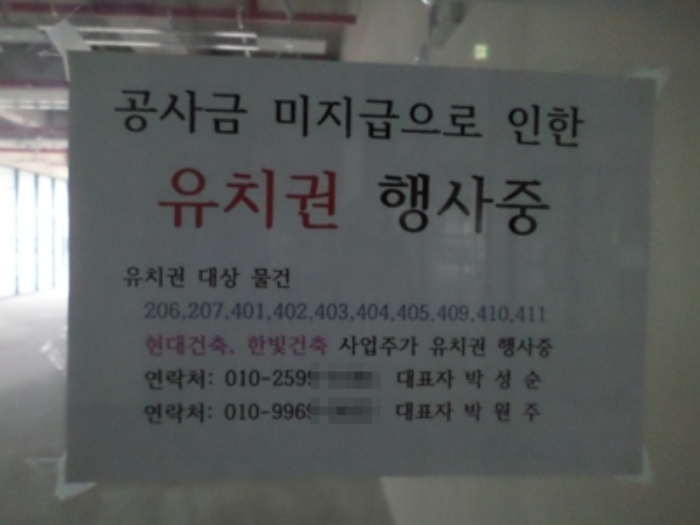 공사금 미지급으로 인한
유치권 행사중
유치권 대상 물건
206,207,401,402,403,404,405,409,410,411
현대건축, 한빛건축 사업주가 유치권 행사중
연락처: 010-2599 대표자 박 성 순
연락처: 010-9969 대표자 박 원 주